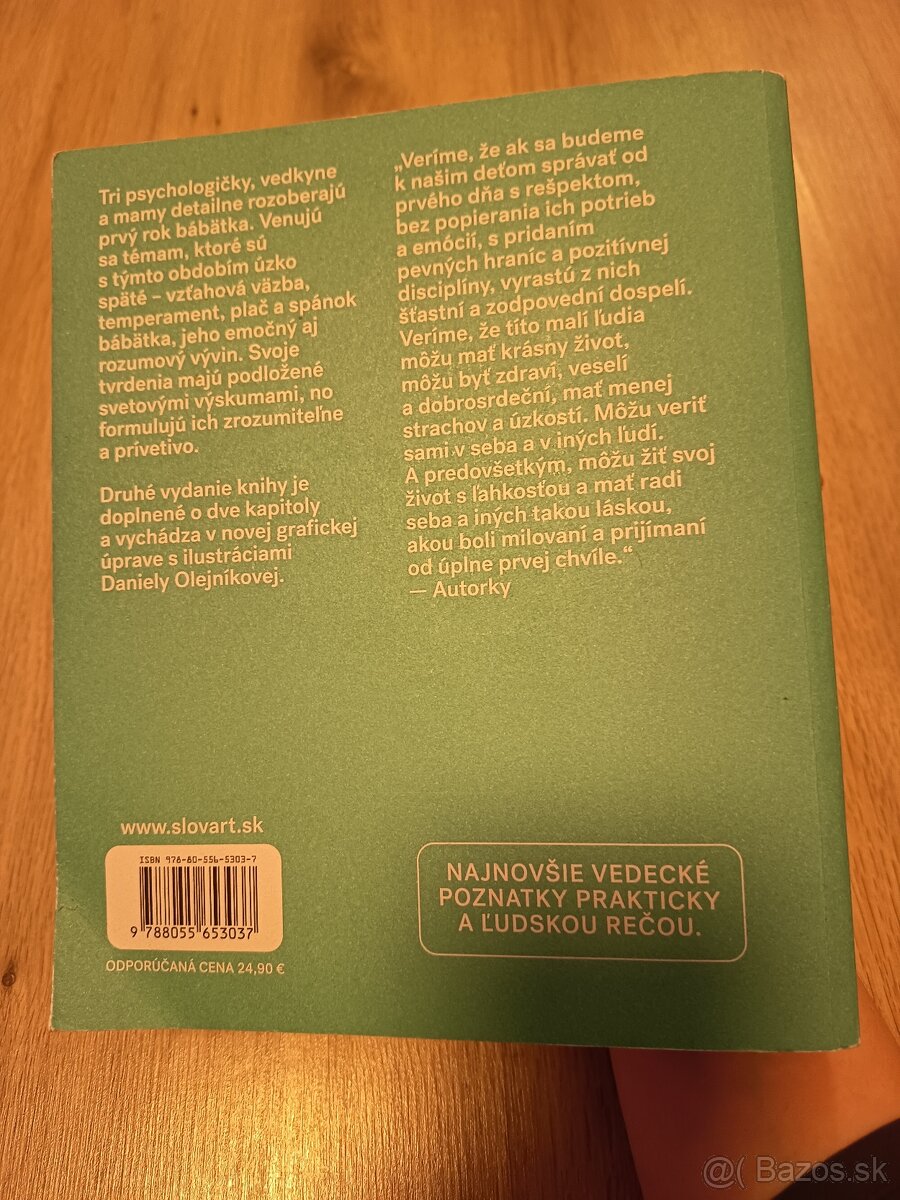 Tri psychologičky, vedkyne
a mamy detailne rozoberajú
prvý rok bábätka. Venujú
sa témam, ktoré sú
s týmto obdobím úzko
späté – vzťahová väzba,
temperament, plač a spánok
bábätka, jeho emočný aj
rozumový vývin. Svoje
tvrdenia majú podložené
svetovými výskumami, no
formulujú ich zrozumiteľne
a prívetivo.
Druhé vydanie knihy je
doplnené o dve kapitoly
a vychádza v novej grafickej
úprave s ilustráciami
Daniely Olejníkovej.
„Veríme, že ak sa budeme
k našim deťom správať od
prvého dňa s rešpektom,
bez popierania ich potrieb
a emócií, s pridaním
pevných hraníc a pozitívnej
disciplíny, vyrastú z nich
šťastní a zodpovední dospelí.
Veríme, že títo malí ľudia
môžu mať krásny život,
môžu byť zdraví, veselí
a dobrosrdeční, mať menej
strachov a úzkostí. Môžu veriť
sami v seba a v iných ľudí.
A predovšetkým, môžu žiť svoj
život s ľahkosťou a mať radi
seba a iných takou láskou,
akou boli milovaní a prijímaní
od úplne prvej chvíle.“
— Autorky
www.slovart.sk
ISBN 978-80-556-5303-7
9 788055 653037
ODPORÚČANÁ CENA 24,90 €
NAJNOVŠIE VEDECKÉ
POZNATKY PRAKTICKY
A ĽUDSKOU REČOU.
@( Bazos.sk